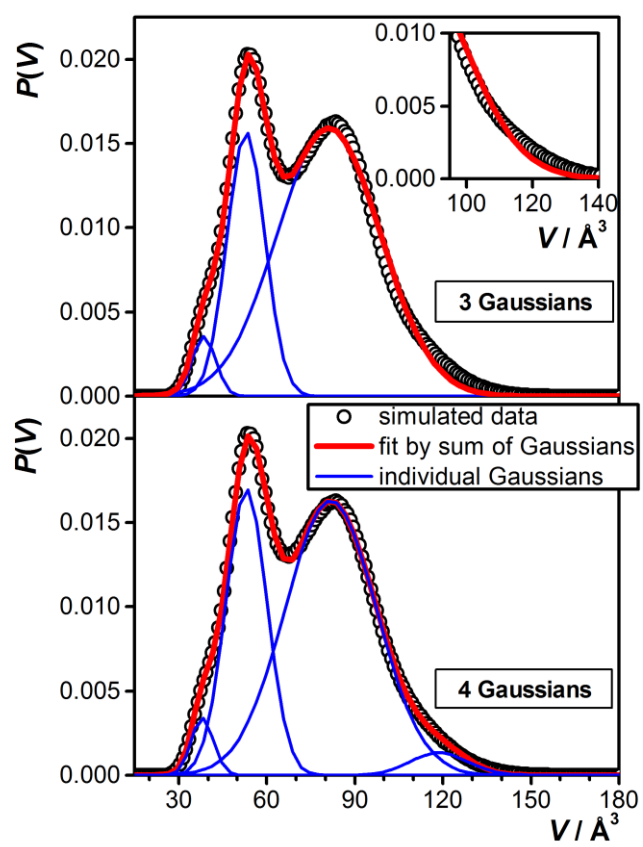 P(V)
0.020
0.015
0.010
0.005
0.000
0.010
0.005
0.000
100 120 140
V / Å³
3 Gaussians
simulated data
fit by sum of Gaussians
individual Gaussians
P(V)
0.020
0.015
0.010
0.005
0.000
4 Gaussians
30 60 90 120 150 180
V / Å³